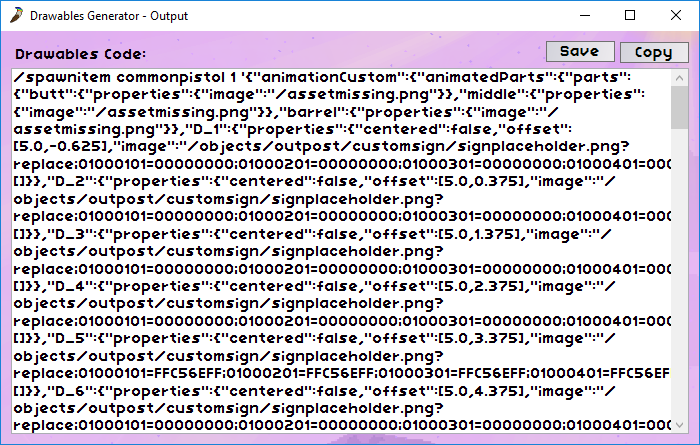 Drawables Generator - Output
Drawables Code:
Save
Copy
/spawnitem commonpistol 1 '{"animationCustom":{"animatedParts":{"parts":
{"butt":{"properties":{"image":"/assetmissing.png"}},"middle":{"properties":
{"image":"/assetmissing.png"}},"barrel":{"properties":{"image":"/
assetmissing.png"}},"D_1":{"properties":{"centered":false,"offset":
[5.0,-0.625],"image":"/objects/outpost/customsign/signplaceholder.png?
replace:01000101=00000000;01000201=00000000;01000301=00000000;01000401=000
[]}},"D_2":{"properties":{"centered":false,"offset":[5.0,0.375],"image":"/
objects/outpost/customsign/signplaceholder.png?
replace:01000101=00000000;01000201=00000000;01000301=00000000;01000401=000
[]}},"D_3":{"properties":{"centered":false,"offset":[5.0,1.375],"image":"/
objects/outpost/customsign/signplaceholder.png?
replace:01000101=00000000;01000201=00000000;01000301=00000000;01000401=000
[]}},"D_4":{"properties":{"centered":false,"offset":[5.0,2.375],"image":"/
objects/outpost/customsign/signplaceholder.png?
replace:01000101=00000000;01000201=00000000;01000301=00000000;01000401=000
[]}},"D_5":{"properties":{"centered":false,"offset":[5.0,3.375],"image":"/
objects/outpost/customsign/signplaceholder.png?
replace:01000101=FFC56EFF;01000201=FFC56EFF;01000301=FFC56EFF;01000401=FFC56EFF
[]}},"D_6":{"properties":{"centered":false,"offset":[5.0,4.375],"image":"/
objects/outpost/customsign/signplaceholder.png?
replace:01000101=00000000;01000201=00000000;01000301=00000000;01000401=000